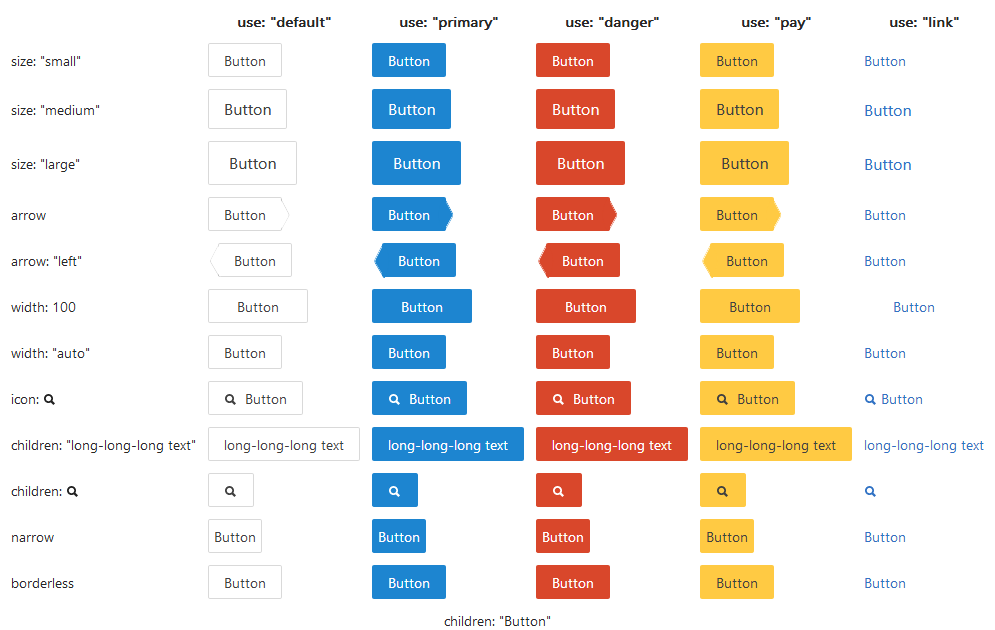 use: "default" use: "primary" use: "danger" use: "pay" use: "link"
size: "small" Button Button Button Button Button
size: "medium" Button Button Button Button Button
size: "large" Button Button Button Button Button
arrow Button Button Button Button Button
arrow: "left" Button Button Button Button Button
width: 100 Button Button Button Button Button
width: "auto" Button Button Button Button Button
icon: Button Button Button Button Button
children: "long-long-long text" long-long-long text long-long-long text long-long-long text long-long-long text long-long-long text
children:
narrow Button Button Button Button Button
borderless Button Button Button Button Button
children: "Button"